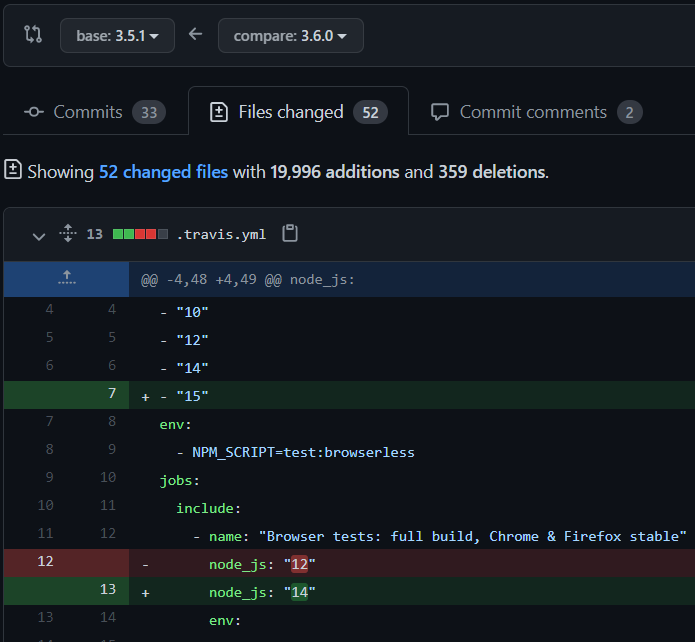 base: 3.5.1 compare: 3.6.0
Commits 33 Files changed 52 Commit comments 2
Showing 52 changed files with 19,996 additions and 359 deletions.
13 .travis.yml
@@ -4,48 +4,49 @@ node_js:
4 4 - "10"
5 5 - "12"
6 6 - "14"
7 + - "15"
7 8 env:
8 9 - NPM_SCRIPT=test:browserless
9 10 jobs:
10 11 include:
11 12 - name: "Browser tests: full build, Chrome & Firefox stable"
12 - node_js: "12"
13 + node_js: "14"
13 14 env: